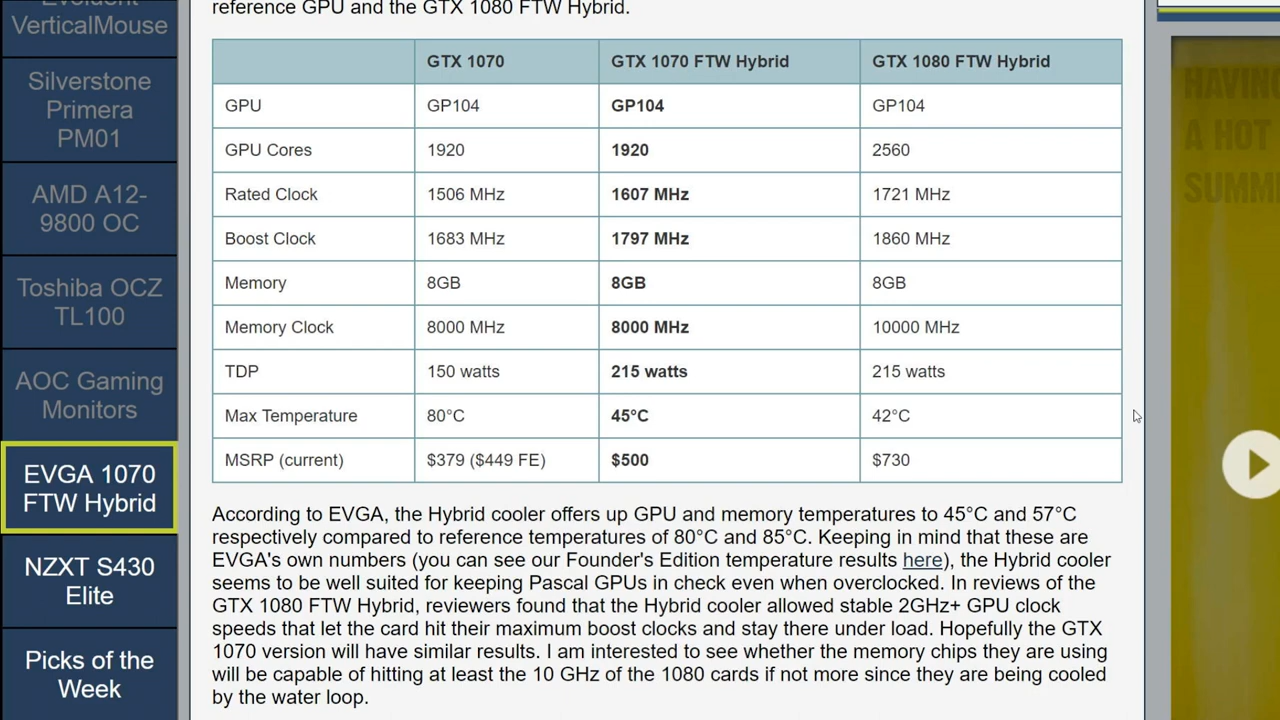 Evoluent
VerticalMouse
Silverstone
Primera
PM01
AMD A12-
9800 OC
Toshiba OCZ
TL100
AOC Gaming
Monitors
EVGA 1070
FTW Hybrid
NZXT S430
Elite
Picks of the
Week
reference GPU and the GTX 1080 FTW Hybrid.
GTX 1070 GTX 1070 FTW Hybrid GTX 1080 FTW Hybrid
GPU GP104 GP104 GP104
GPU Cores 1920 1920 2560
Rated Clock 1506 MHz 1607 MHz 1721 MHz
Boost Clock 1683 MHz 1797 MHz 1860 MHz
Memory 8GB 8GB 8GB
Memory Clock 8000 MHz 8000 MHz 10000 MHz
TDP 150 watts 215 watts 215 watts
Max Temperature 80°C 45°C 42°C
MSRP (current) $379 ($449 FE) $500 $730
According to EVGA, the Hybrid cooler offers up GPU and memory temperatures to 45°C and 57°C
respectively compared to reference temperatures of 80°C and 85°C. Keeping in mind that these are
EVGA's own numbers (you can see our Founder's Edition temperature results here), the Hybrid cooler
seems to be well suited for keeping Pascal GPUs in check even when overclocked. In reviews of the
GTX 1080 FTW Hybrid, reviewers found that the Hybrid cooler allowed stable 2GHz+ GPU clock
speeds that let the card hit their maximum boost clocks and stay there under load. Hopefully the GTX
1070 version will have similar results. I am interested to see whether the memory chips they are using
will be capable of hitting at least the 10 GHz of the 1080 cards if not more since they are being cooled
by the water loop.
HAVING
A HOT